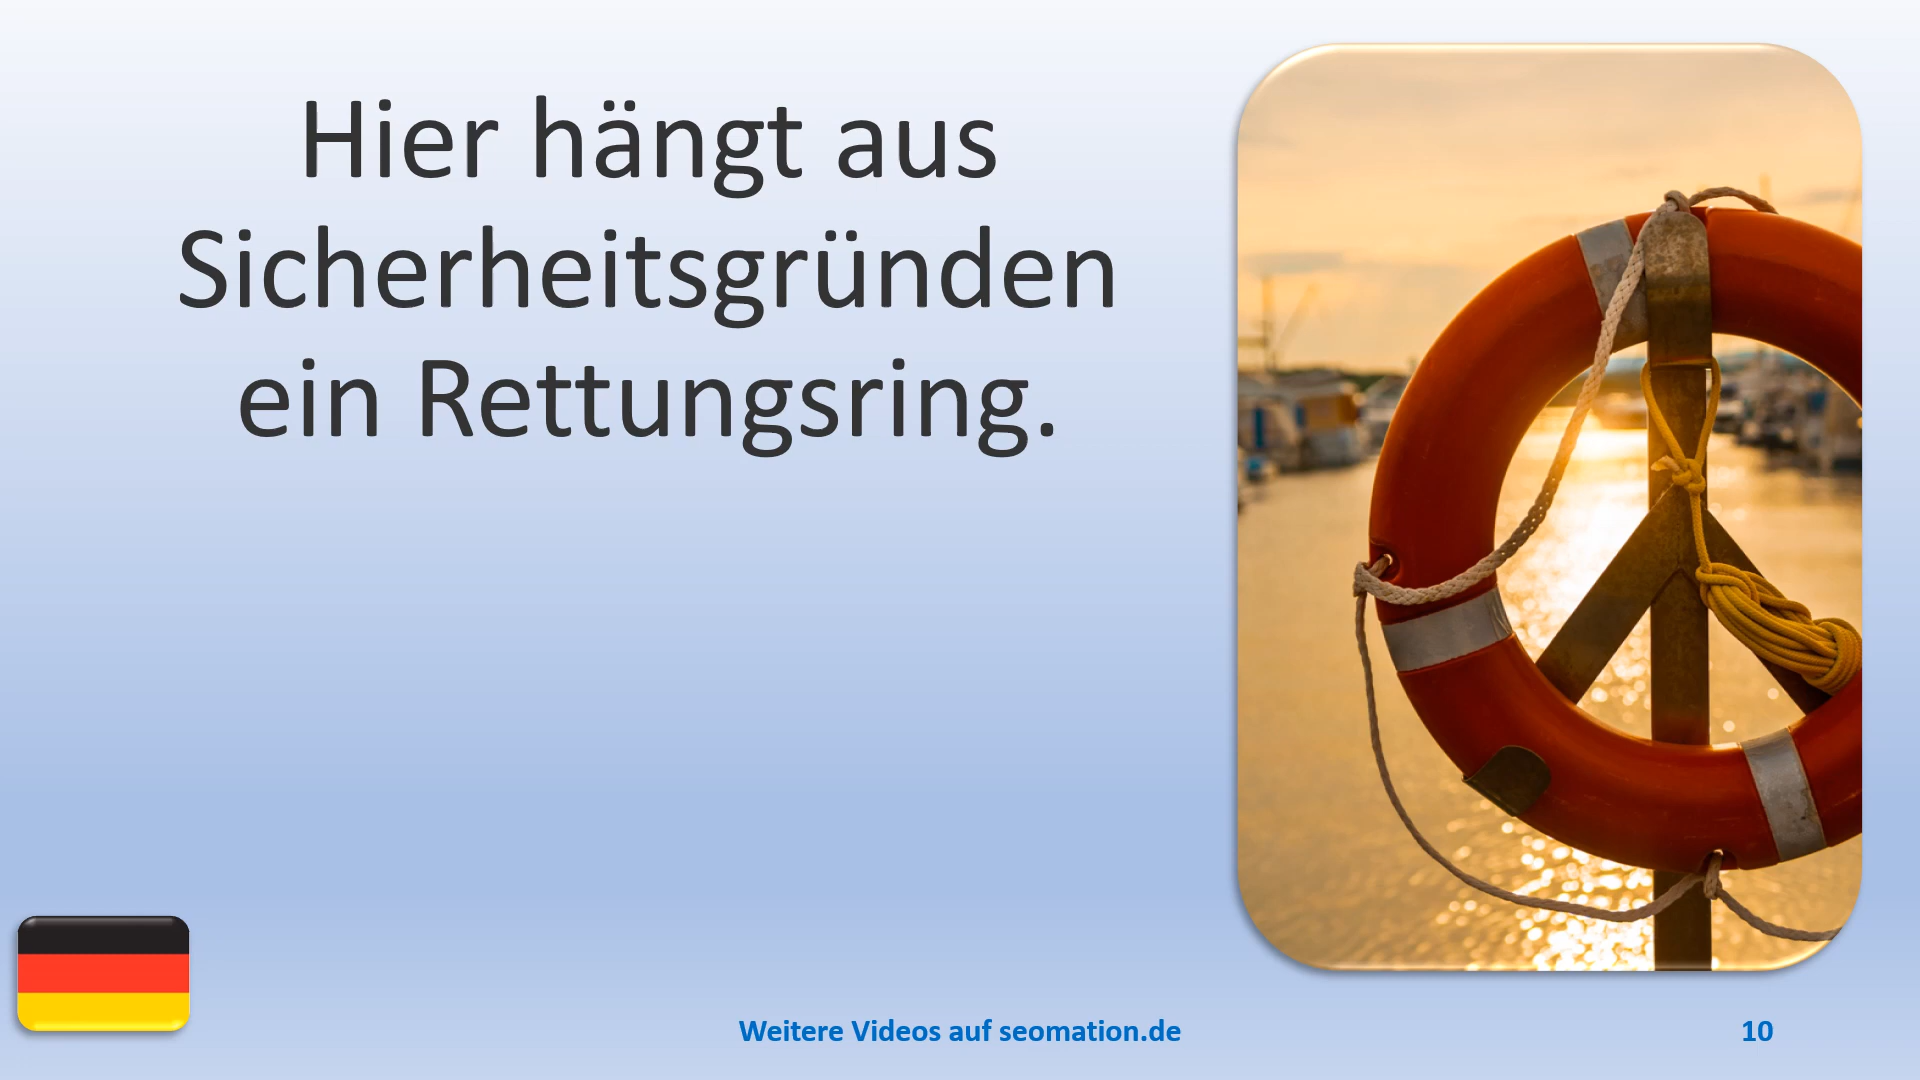 Hier hängt aus
Sicherheitsgründen
ein Rettungsring.
Weitere Videos auf seomation.de
10